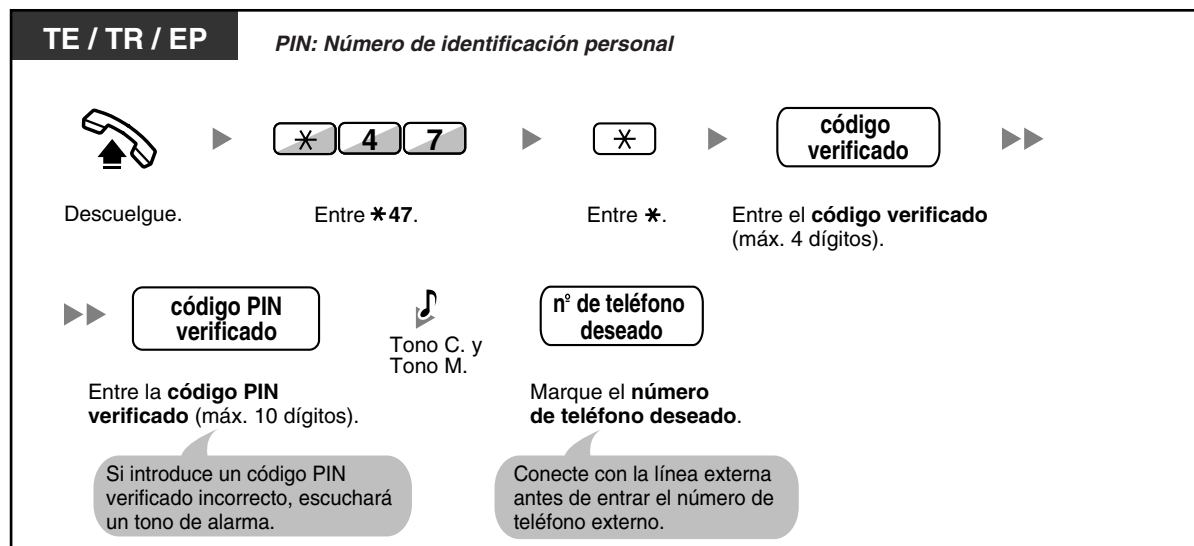 TE / TR / EP
PIN: Número de identificación personal
* 4 7
*
código
verificado
Descuelgue.
Entre *47.
Entre *.
Entre el código verificado
(máx. 4 dígitos).
código PIN
verificado
Tono C. y
Tono M.
nº de teléfono
deseado
Entre la código PIN
verificado (máx. 10 dígitos).
Marque el número
de teléfono deseado.
Si introduce un código PIN
verificado incorrecto, escuchará
un tono de alarma.
Conecte con la línea externa
antes de entrar el número de
teléfono externo.